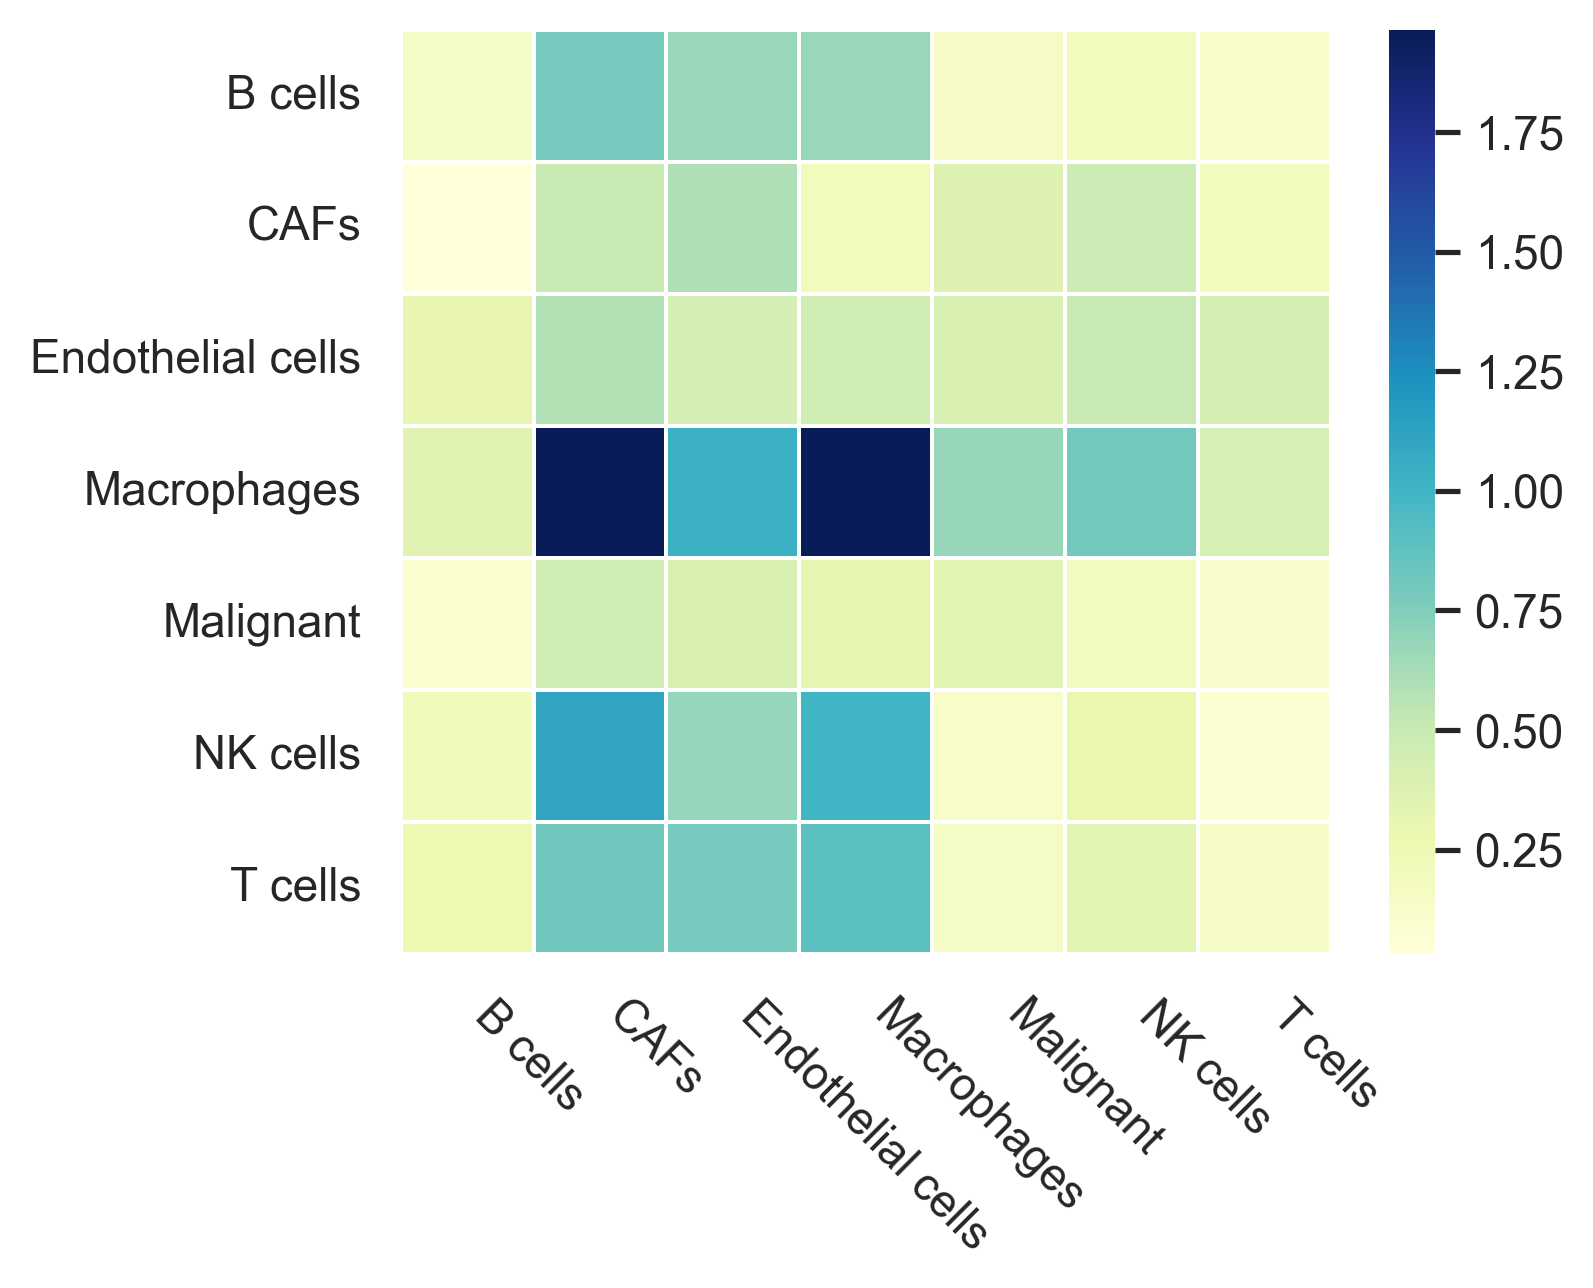 B cells
CAFs
Endothelial cells
Macrophages
Malignant
NK cells
T cells
B cells
CAFs
Endothelial cells
Macrophages
Malignant
NK cells
T cells
1.75
1.50
1.25
1.00
0.75
0.50
0.25